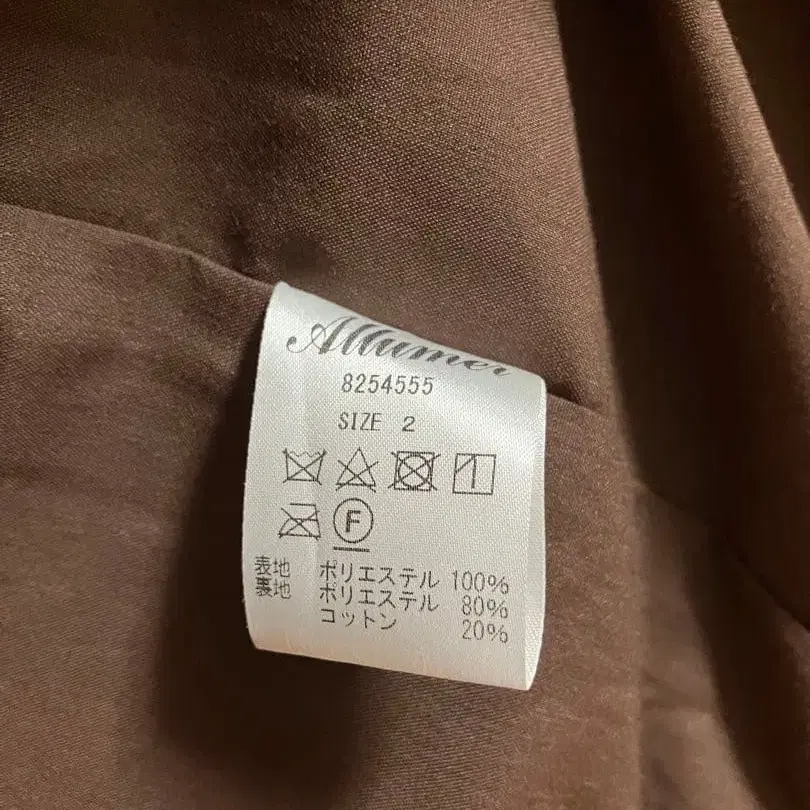 Allumer
8254555
SIZE 2
F
表地 ポリエステル 100%
裏地 ポリエステル 80%
コットン 20%